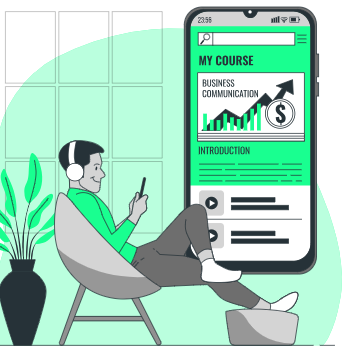 23:56
MY COURSE
BUSINESS
COMMUNICATION
$
INTRODUCTION